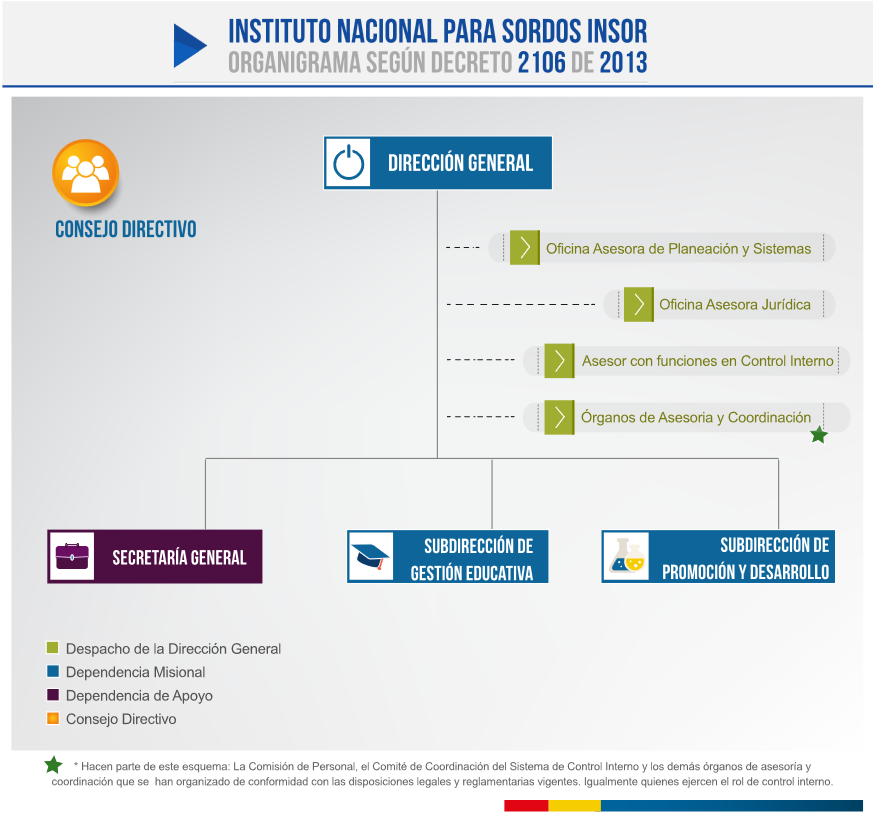 INSTITUTO NACIONAL PARA SORDOS INSOR
ORGANIGRAMA SEGÚN DECRETO 2106 DE 2013
DIRECCIÓN GENERAL
CONSEJO DIRECTIVO
Oficina Asesora de Planeación y Sistemas
Oficina Asesora Jurídica
Asesor con funciones en Control Interno
Órganos de Asesoria y Coordinación
SECRETARÍA GENERAL
SUBDIRECCIÓN DE
GESTIÓN EDUCATIVA
SUBDIRECCIÓN DE
PROMOCIÓN Y DESARROLLO
Despacho de la Dirección General
Dependencia Misional
Dependencia de Apoyo
Consejo Directivo
* Hacen parte de este esquema: La Comisión de Personal, el Comité de Coordinación del Sistema de Control Interno y los demás órganos de asesoría y
coordinación que se han organizado de conformidad con las disposiciones legales y reglamentarias vigentes. Igualmente quienes ejercen el rol de control interno.